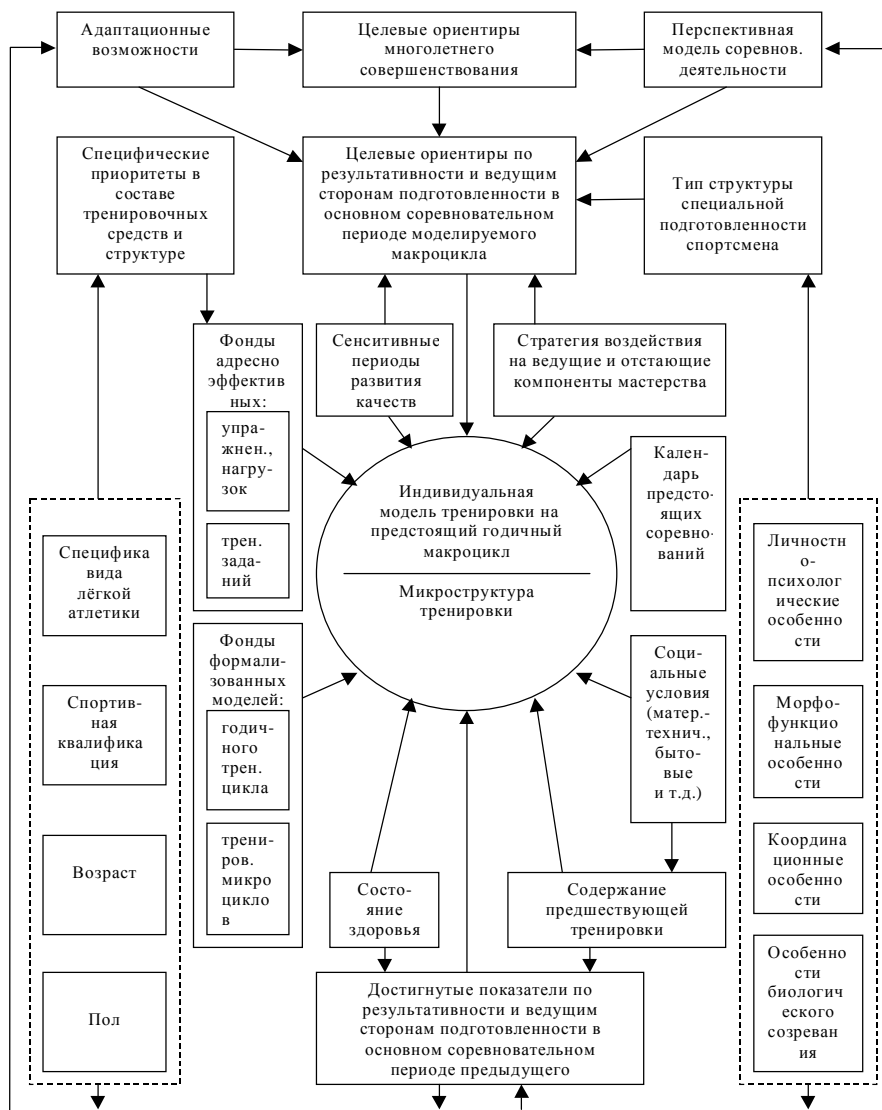 Адаптационные
возможности
Целевые ориентиры
многолетнего
совершенствования
Перспективная
модель соревнов.
деятельности
Специфические
приоритеты в
составе
тренировочных
средств и
структуре
Целевые ориентиры по
результативности и ведущим
сторонам подготовленности в
основном соревновательном
периоде моделируемого
макроцикла
Тип структуры
специальной
подготовленности
спортсмена
Фонды
адресно
эффектив
ных:
упра-
жнен.,
нагру-
зок
трен.
зада-
ний
Сенситивные
периоды
развития
качеств
Стратегия воздействия
на ведущие и отстающие
компоненты мастерства
Индивидуальная
модель тренировки на
предстоящий годичный
макроцикл
Микроструктура
тренировки
Кален-
дарь
предсто-
ящих
соревно-
ваний
Специфика
вида
лёгкой
атлетики
Спортив-
ная
квалифика
ция
Возраст
Пол
Фонды
формали-
зованных
моделей:
годич-
ного
трен.
цикла
трени-
ров.
микро
цикло
в
Соци-
альные
условия
(матер.-
технич.,
быто-
вые
и т.д.)
Личностн
о-
психолог
ические
особенно
сти
Морфо-
функцио
нальные
особенно
сти
Координа
ционные
особенно
сти
Особенно
сти
биологич
еского
созрева
ния
Состо-
яние
здоровья
Содержание
предшествующей
тренировки
Достигнутые показатели по
результативности и ведущим
сторонам подготовленности в
основном соревновательном
периоде предыдущего